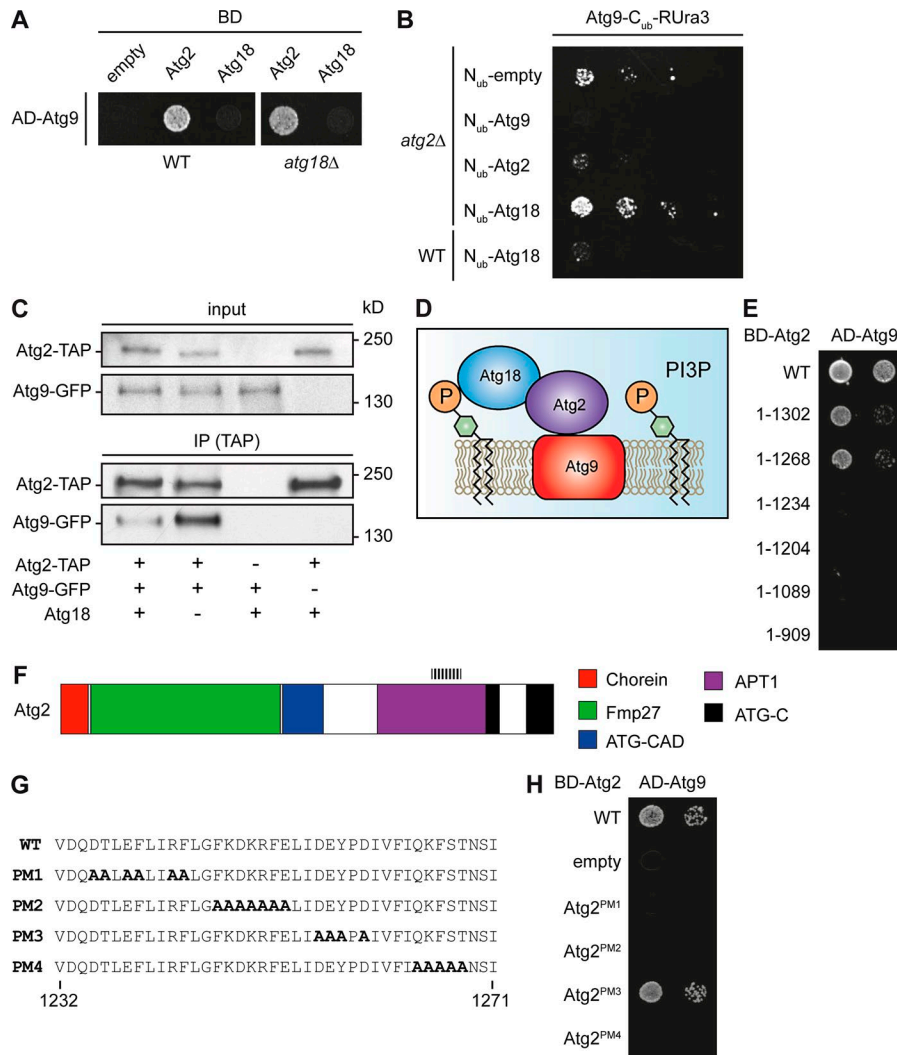 A
BD
empty
Atg2
Atg18
Atg2
Atg18
AD-Atg9
WT
atg18Δ
B
Atg9-Cub-RUra3
Nub-empty
Nub-Atg9
atg2Δ
Nub-Atg2
Nub-Atg18
WT
Nub-Atg18
C
input
kD
Atg2-TAP
250
Atg9-GFP
130
IP (TAP)
Atg2-TAP
250
Atg9-GFP
130
Atg2-TAP + + - +
Atg9-GFP + + + -
Atg18 + - + +
D
PI3P
P
Atg18
Atg2
P
Atg9
E
BD-Atg2 AD-Atg9
WT
1-1302
1-1268
1-1234
1-1204
1-1089
1-909
F
Atg2
Chorein
Fmp27
ATG-CAD
APT1
ATG-C
G
WT VDQDTLEFLIRFLGFKDKRFELIDEYPDIVFIQKFSTNSI
PM1 VDQAALAALIAALGFKDKRFELIDEYPDIVFIQKFSTNSI
PM2 VDQDTLEFLIRFLGAAAAAAALIDEYPDIVFIQKFSTNSI
PM3 VDQDTLEFLIRFLGFKDKRFELIAAAPAIVFIQKFSTNSI
PM4 VDQDTLEFLIRFLGFKDKRFELIDEYPDIVFIAAAAANSI
1232
1271
H
BD-Atg2 AD-Atg9
WT
empty
Atg2PM1
Atg2PM2
Atg2PM3
Atg2PM4